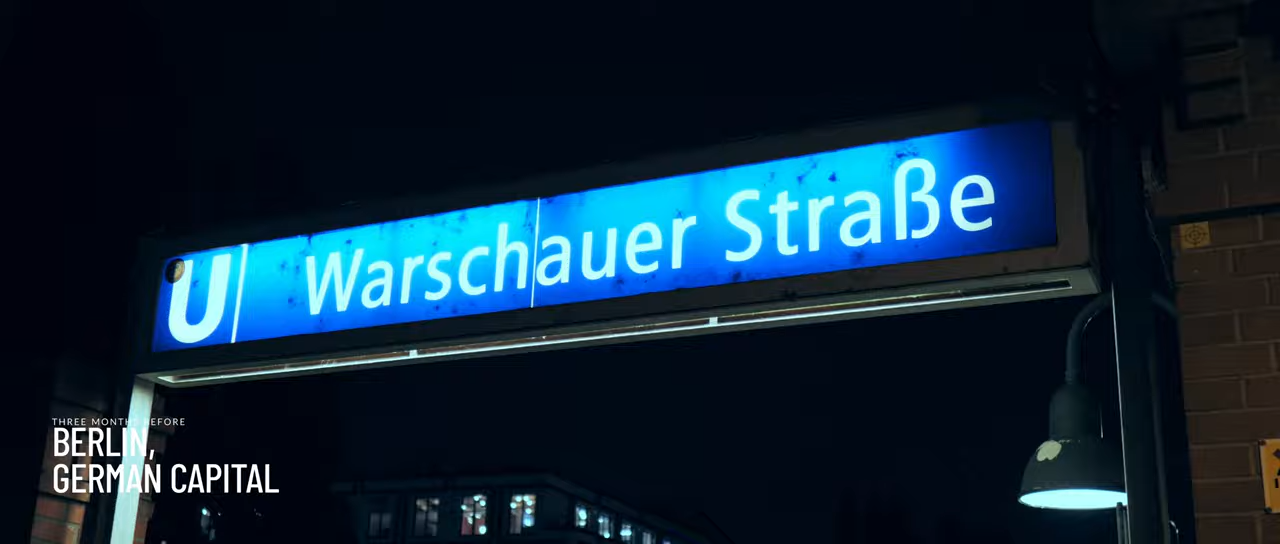 U Warschauer Straße
THREE MONTHS BEFORE
BERLIN,
GERMAN CAPITAL